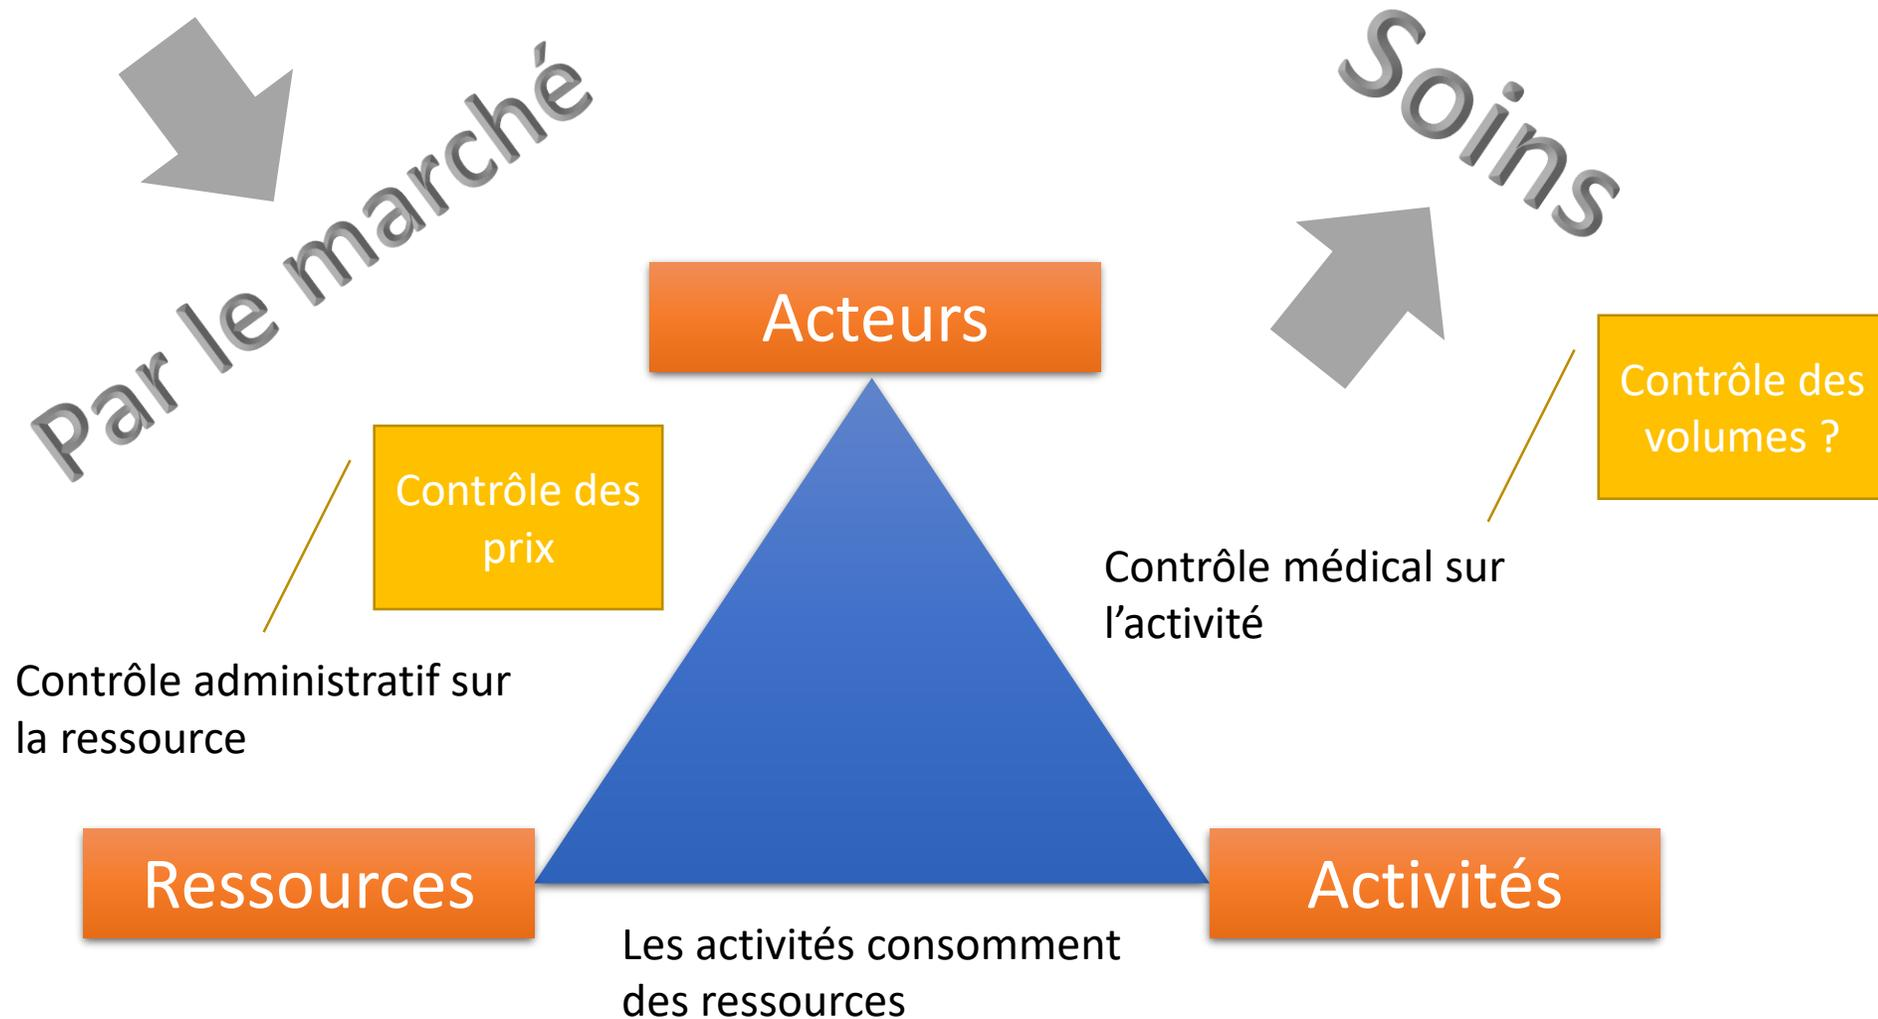 Par le marché
Soins
Acteurs
Contrôle des
prix
Contrôle des
volumes ?
Contrôle médical sur
l’activité
Contrôle administratif sur
la ressource
Ressources
Activités
Les activités consomment
des ressources